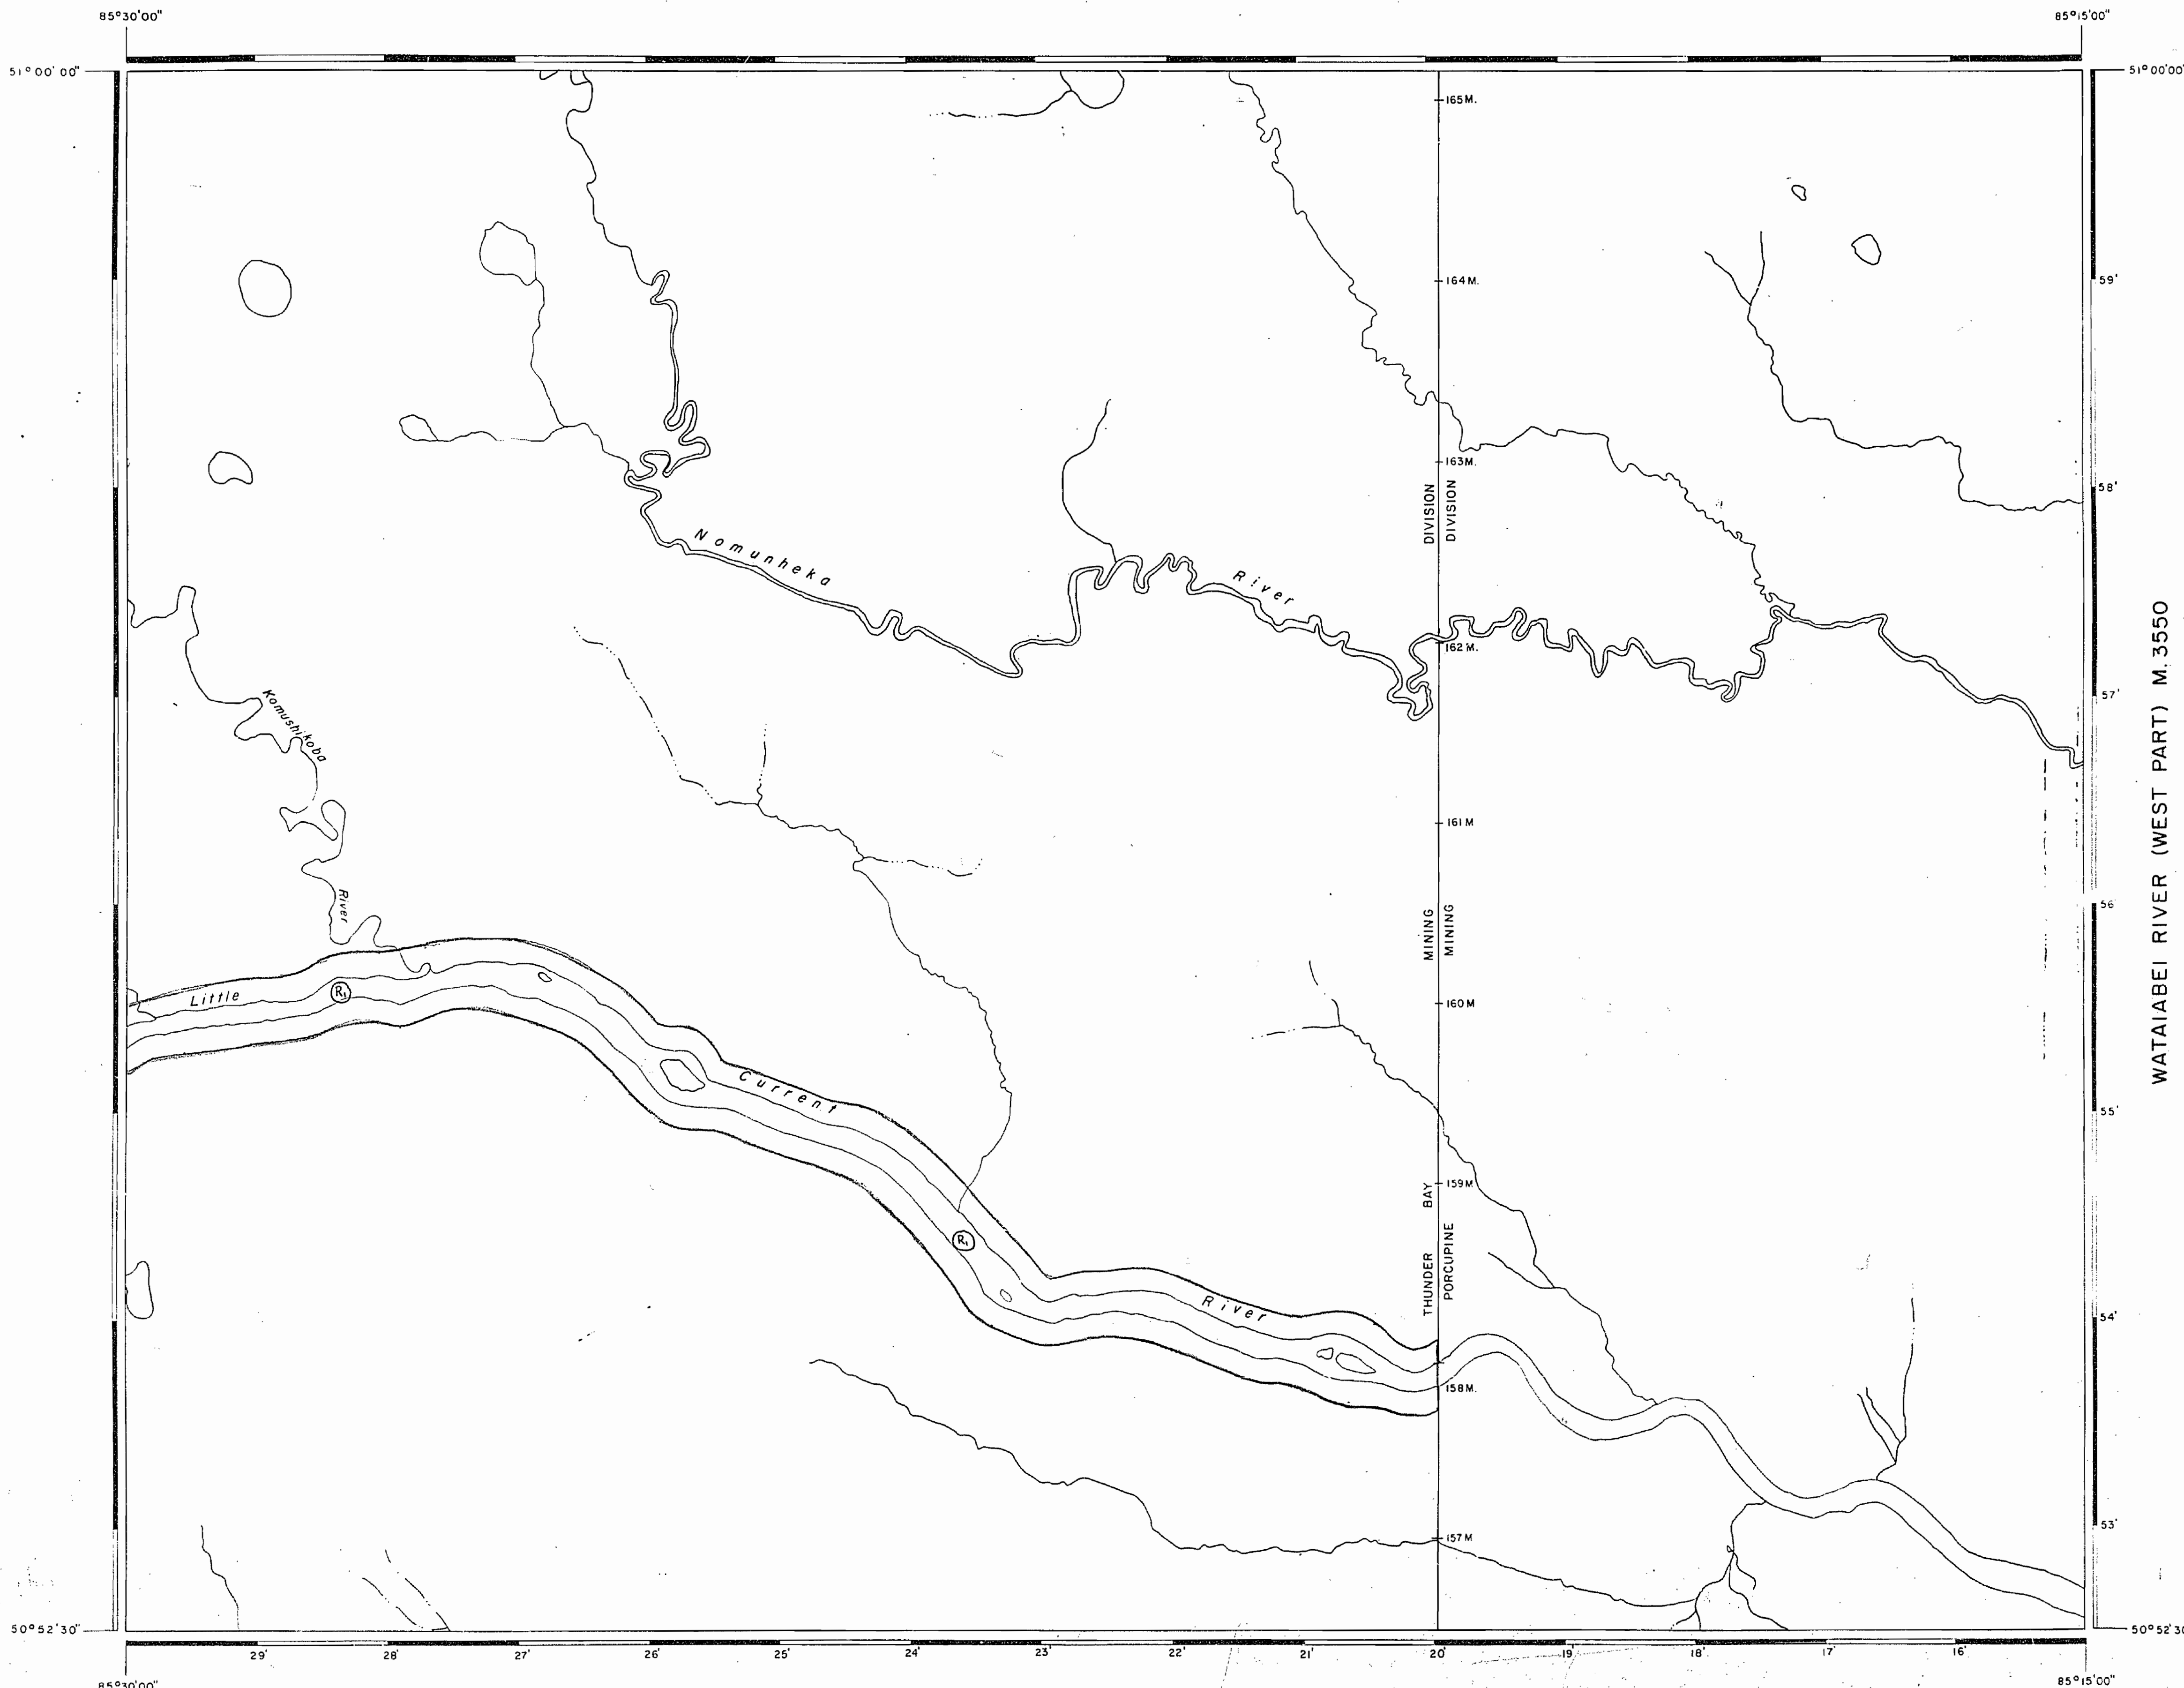 85°30'00"
85°15'00"
51°00'00"
51°00'00"
165M.
164M.
59'
163M.
58'
DIVISION
DIVISION
Nomunheka River
162M.
57'
Kamushikaba River
161M
WATAIABEI RIVER (WEST PART) M.3550
56'
MINING
MINING
160M
Little Current River
R1
55'
159M
THUNDER BAY
PORCUPINE
R1
54'
158M.
157M
53'
50°52'30"
50°52'30"
29' 28' 27' 26' 25' 24' 23' 22' 21' 20' 19' 18' 17' 16'
85°30'00"
85°15'00"